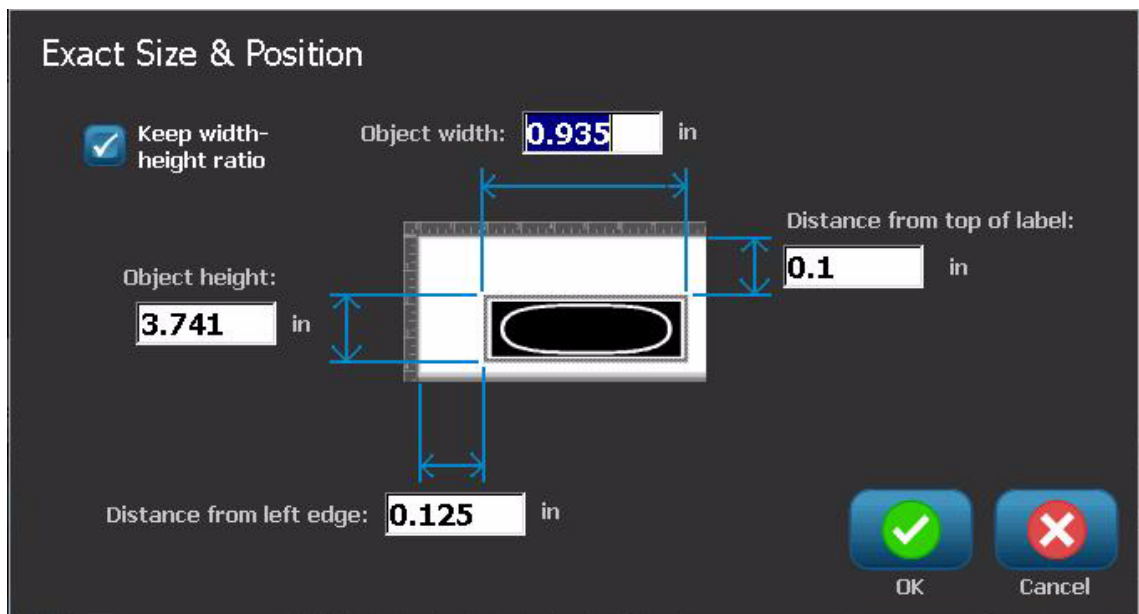 Exact Size & Position
Keep width-
height ratio
Object width: 0.935 in
Distance from top of label:
0.1 in
Object height:
3.741 in
Distance from left edge: 0.125 in
OK
Cancel